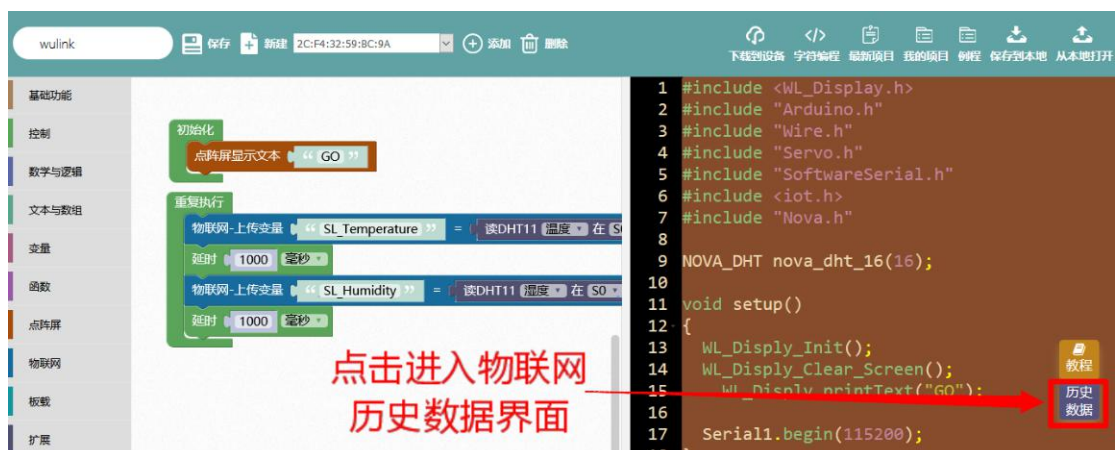 wulink
保存
新建
2C:F4:32:59:8C:9A
添加
删除
下载到设备
字符编程
最新项目
我的项目
例程
保存到本地
从本地打开
基础功能
控制
数学与逻辑
文本与数组
变量
函数
点阵屏
物联网
板载
扩展
初始化
点阵屏显示文本 “ GO ”
重复执行
物联网-上传变量 “ SL_Temperature ” = 读DHT11 温度 在 S0
延时 1000 毫秒
物联网-上传变量 “ SL_Humidity ” = 读DHT11 湿度 在 S0
延时 1000 毫秒
点击进入物联网
历史数据界面
1 #include <WL_Display.h>
2 #include "Arduino.h"
3 #include "Wire.h"
4 #include "Servo.h"
5 #include "SoftwareSerial.h"
6 #include <iot.h>
7 #include "Nova.h"
8
9 NOVA_DHT nova_dht_16(16);
10
11 void setup()
12 {
13 WL_Disply_Init();
14 WL_Disply_Clear_Screen();
15 WL_Disply_printText("GO");
16
17 Serial1.begin(115200);
教程
历史
数据